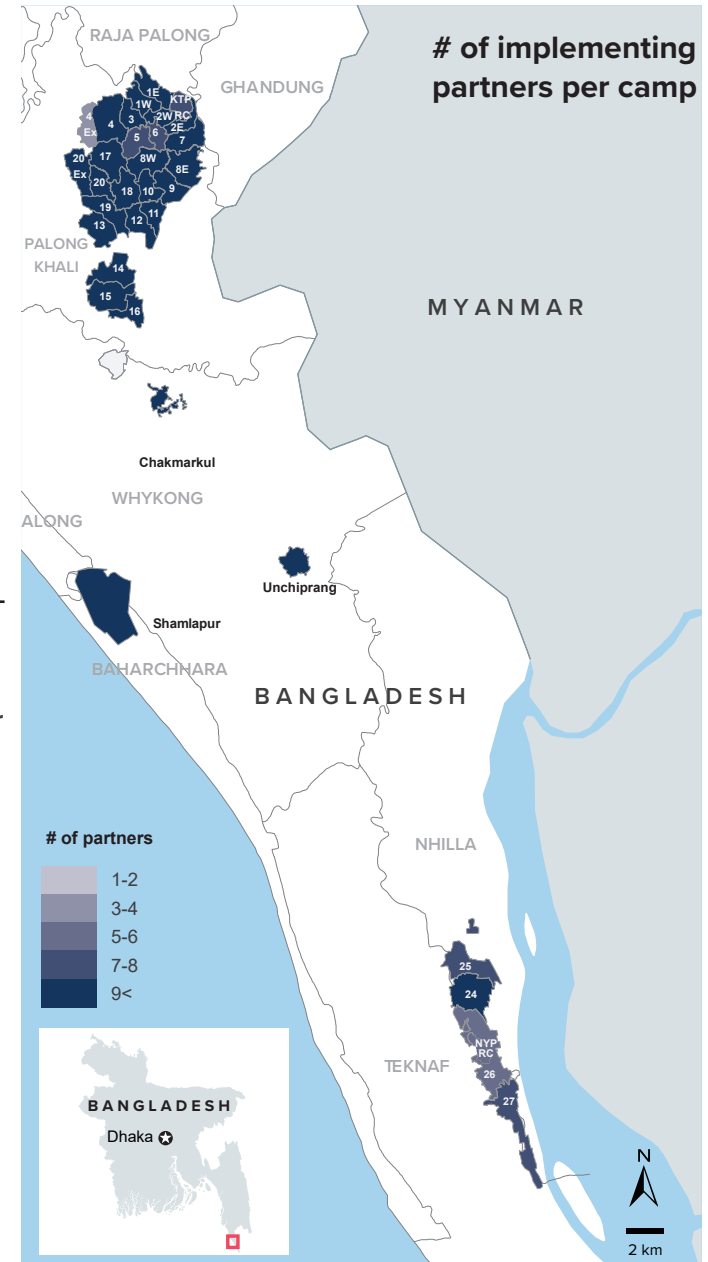 # of implementing
partners per camp
RAJA PALONG
GHANDUNG
1E
1W
KTP
RC
4
Ex
4
3
2W
2E
5
6
7
20
Ex
17
8W
8E
20
18
10
9
19
11
13
12
PALONG
KHALI
14
15
16
MYANMAR
Chakmarkul
WHYKONG
ALONG
Unchiprang
Shamlapur
BAHARCHHARA
BANGLADESH
# of partners
1-2
3-4
5-6
7-8
9<
NHILLA
25
24
NYP
RC
26
27
TEKNAF
BANGLADESH
Dhaka
N
2 km